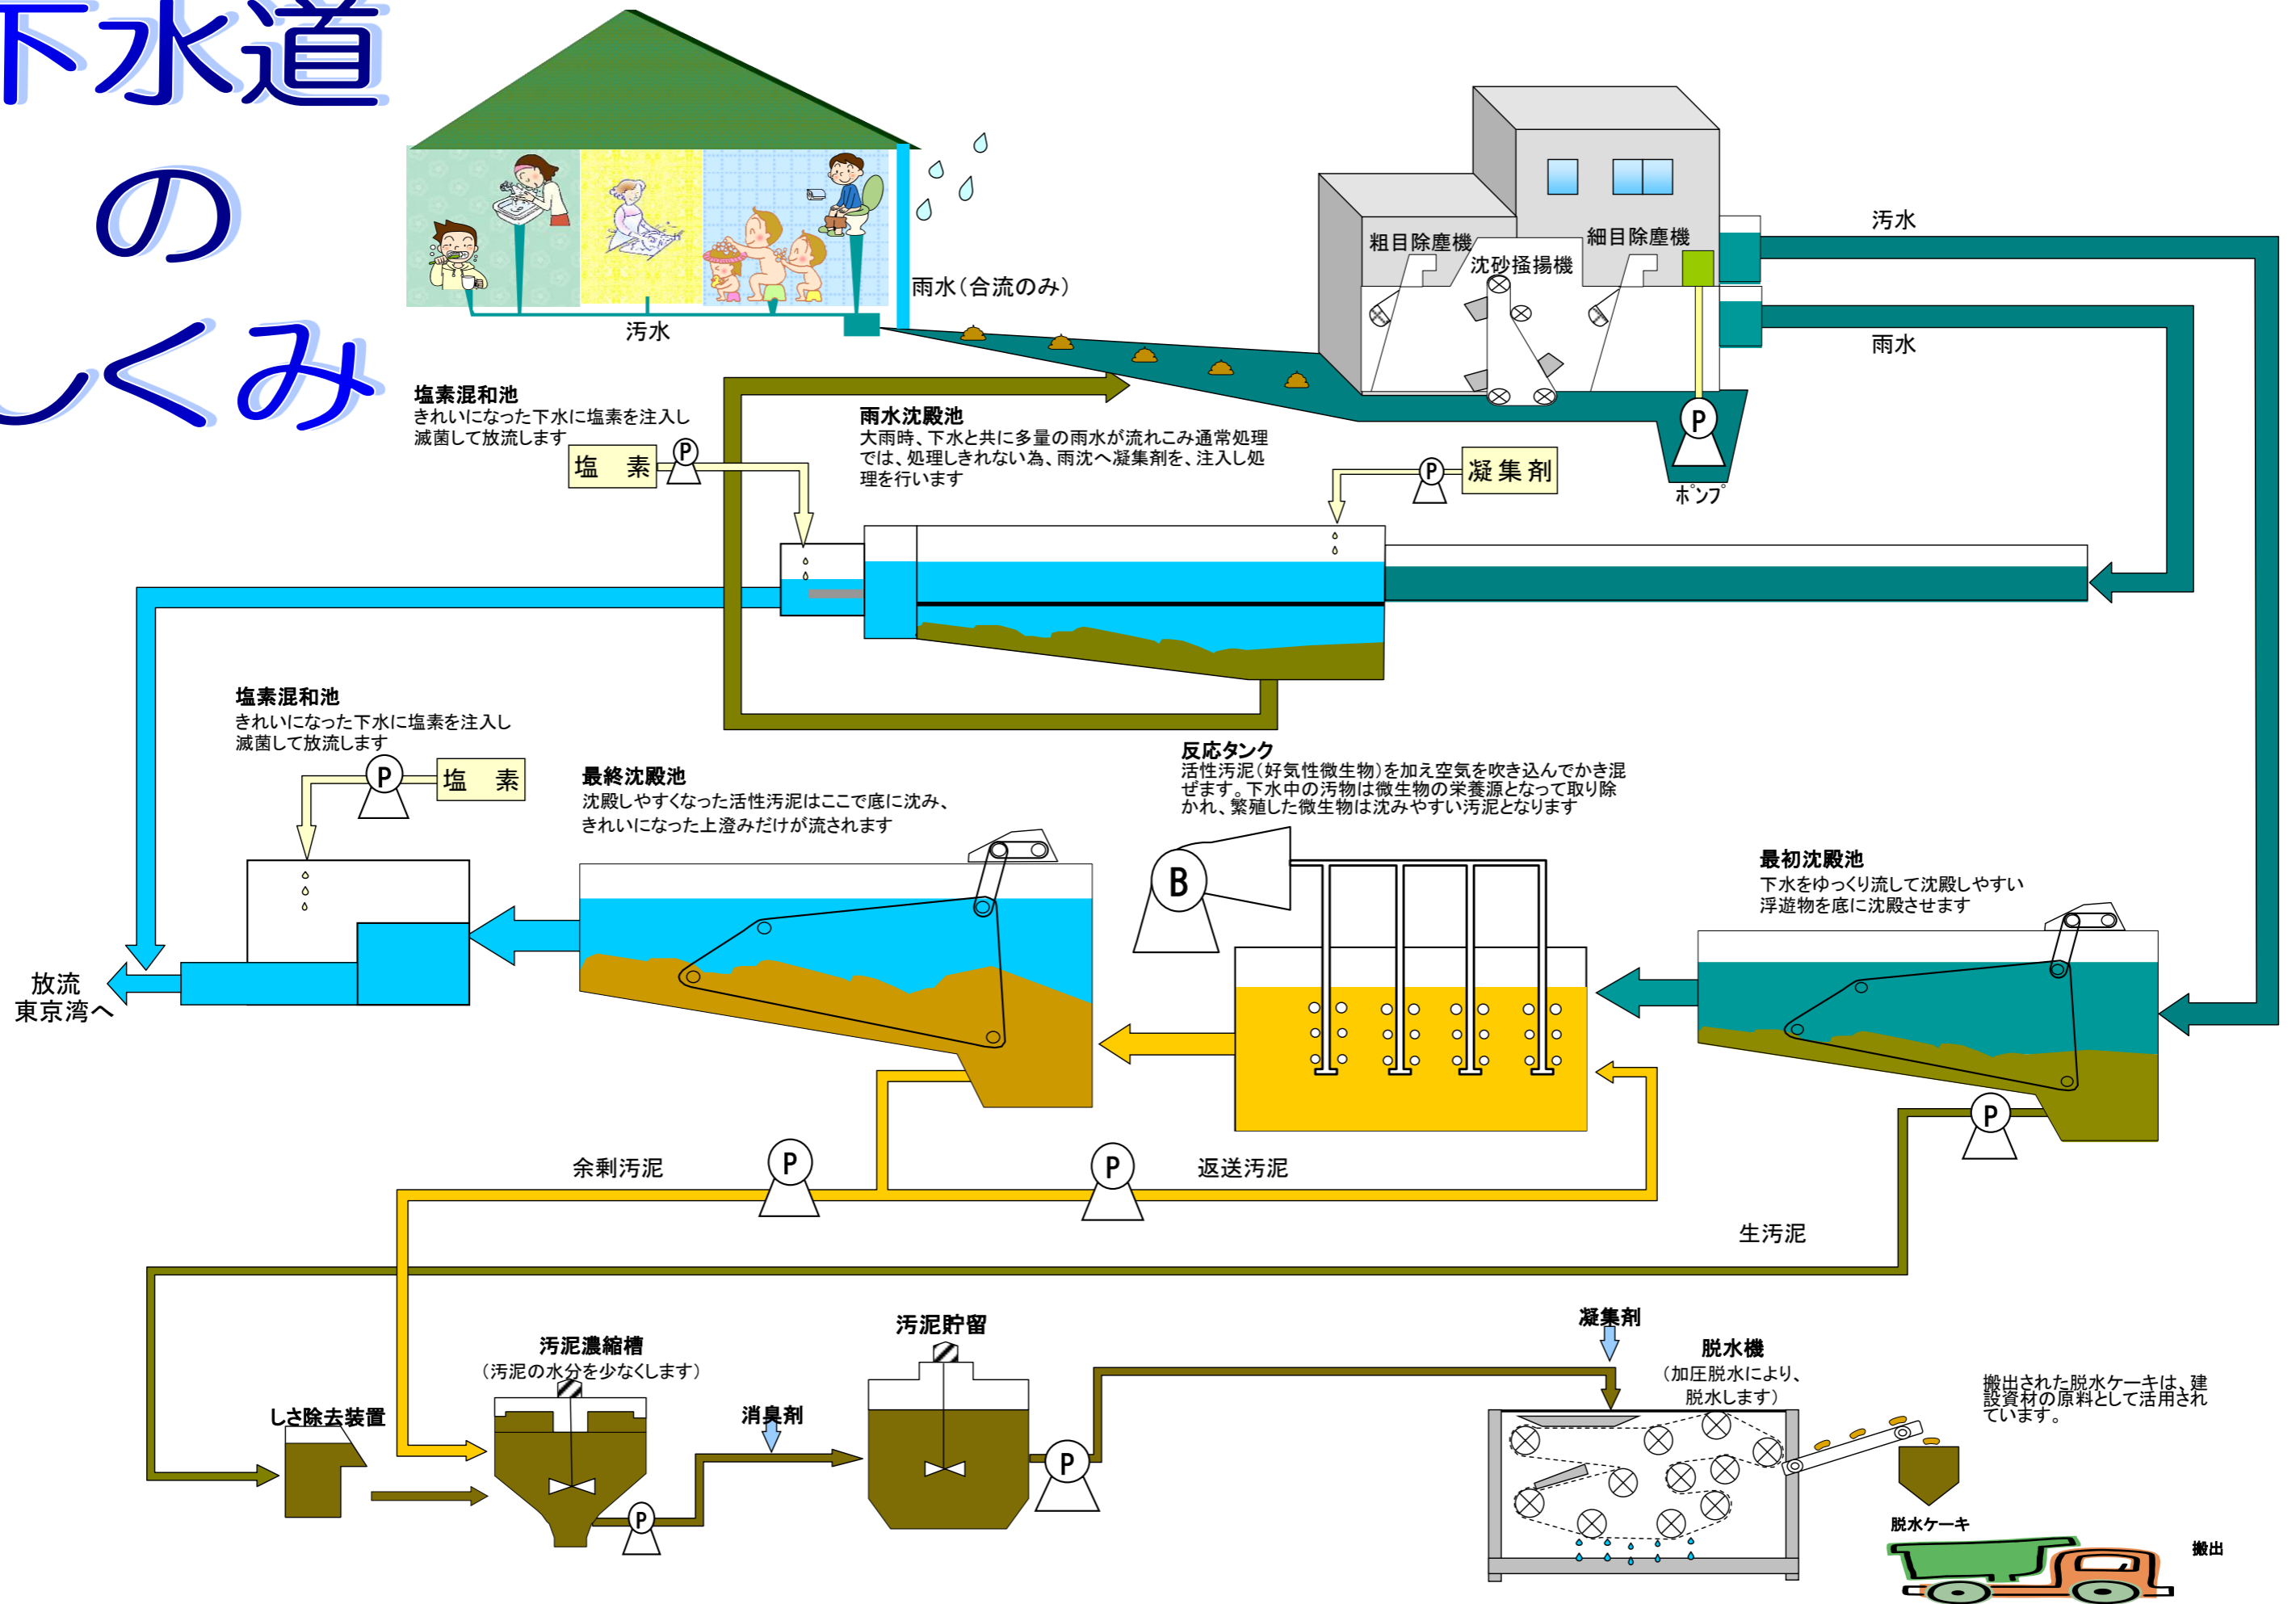 下水道
の
しくみ
雨水(合流のみ)
汚水
粗目除塵機
沈砂掻揚機
細目除塵機
汚水
雨水
P
ポンプ
塩素混和池
きれいになった下水に塩素を注入し
滅菌して放流します
塩 素
P
雨水沈殿池
大雨時、下水と共に多量の雨水が流れこみ通常処理
では、処理しきれない為、雨沈へ凝集剤を、注入し処
理を行います
P
凝集剤
塩素混和池
きれいになった下水に塩素を注入し
滅菌して放流します
P
塩 素
最終沈殿池
沈殿しやすくなった活性汚泥はここで底に沈み、
きれいになった上澄みだけが流されます
反応タンク
活性汚泥(好気性微生物)を加え空気を吹き込んでかき混
ぜます。下水中の汚物は微生物の栄養源となって取り除
かれ、繁殖した微生物は沈みやすい汚泥となります
B
最初沈殿池
下水をゆっくり流して沈殿しやすい
浮遊物を底に沈殿させます
放流
東京湾へ
余剰汚泥
P
P
返送汚泥
P
生汚泥
しさ除去装置
汚泥濃縮槽
(汚泥の水分を少なくします)
P
消臭剤
汚泥貯留
P
凝集剤
脱水機
(加圧脱水により、
脱水します)
搬出された脱水ケーキは、建
設資材の原料として活用され
ています。
脱水ケーキ
搬出